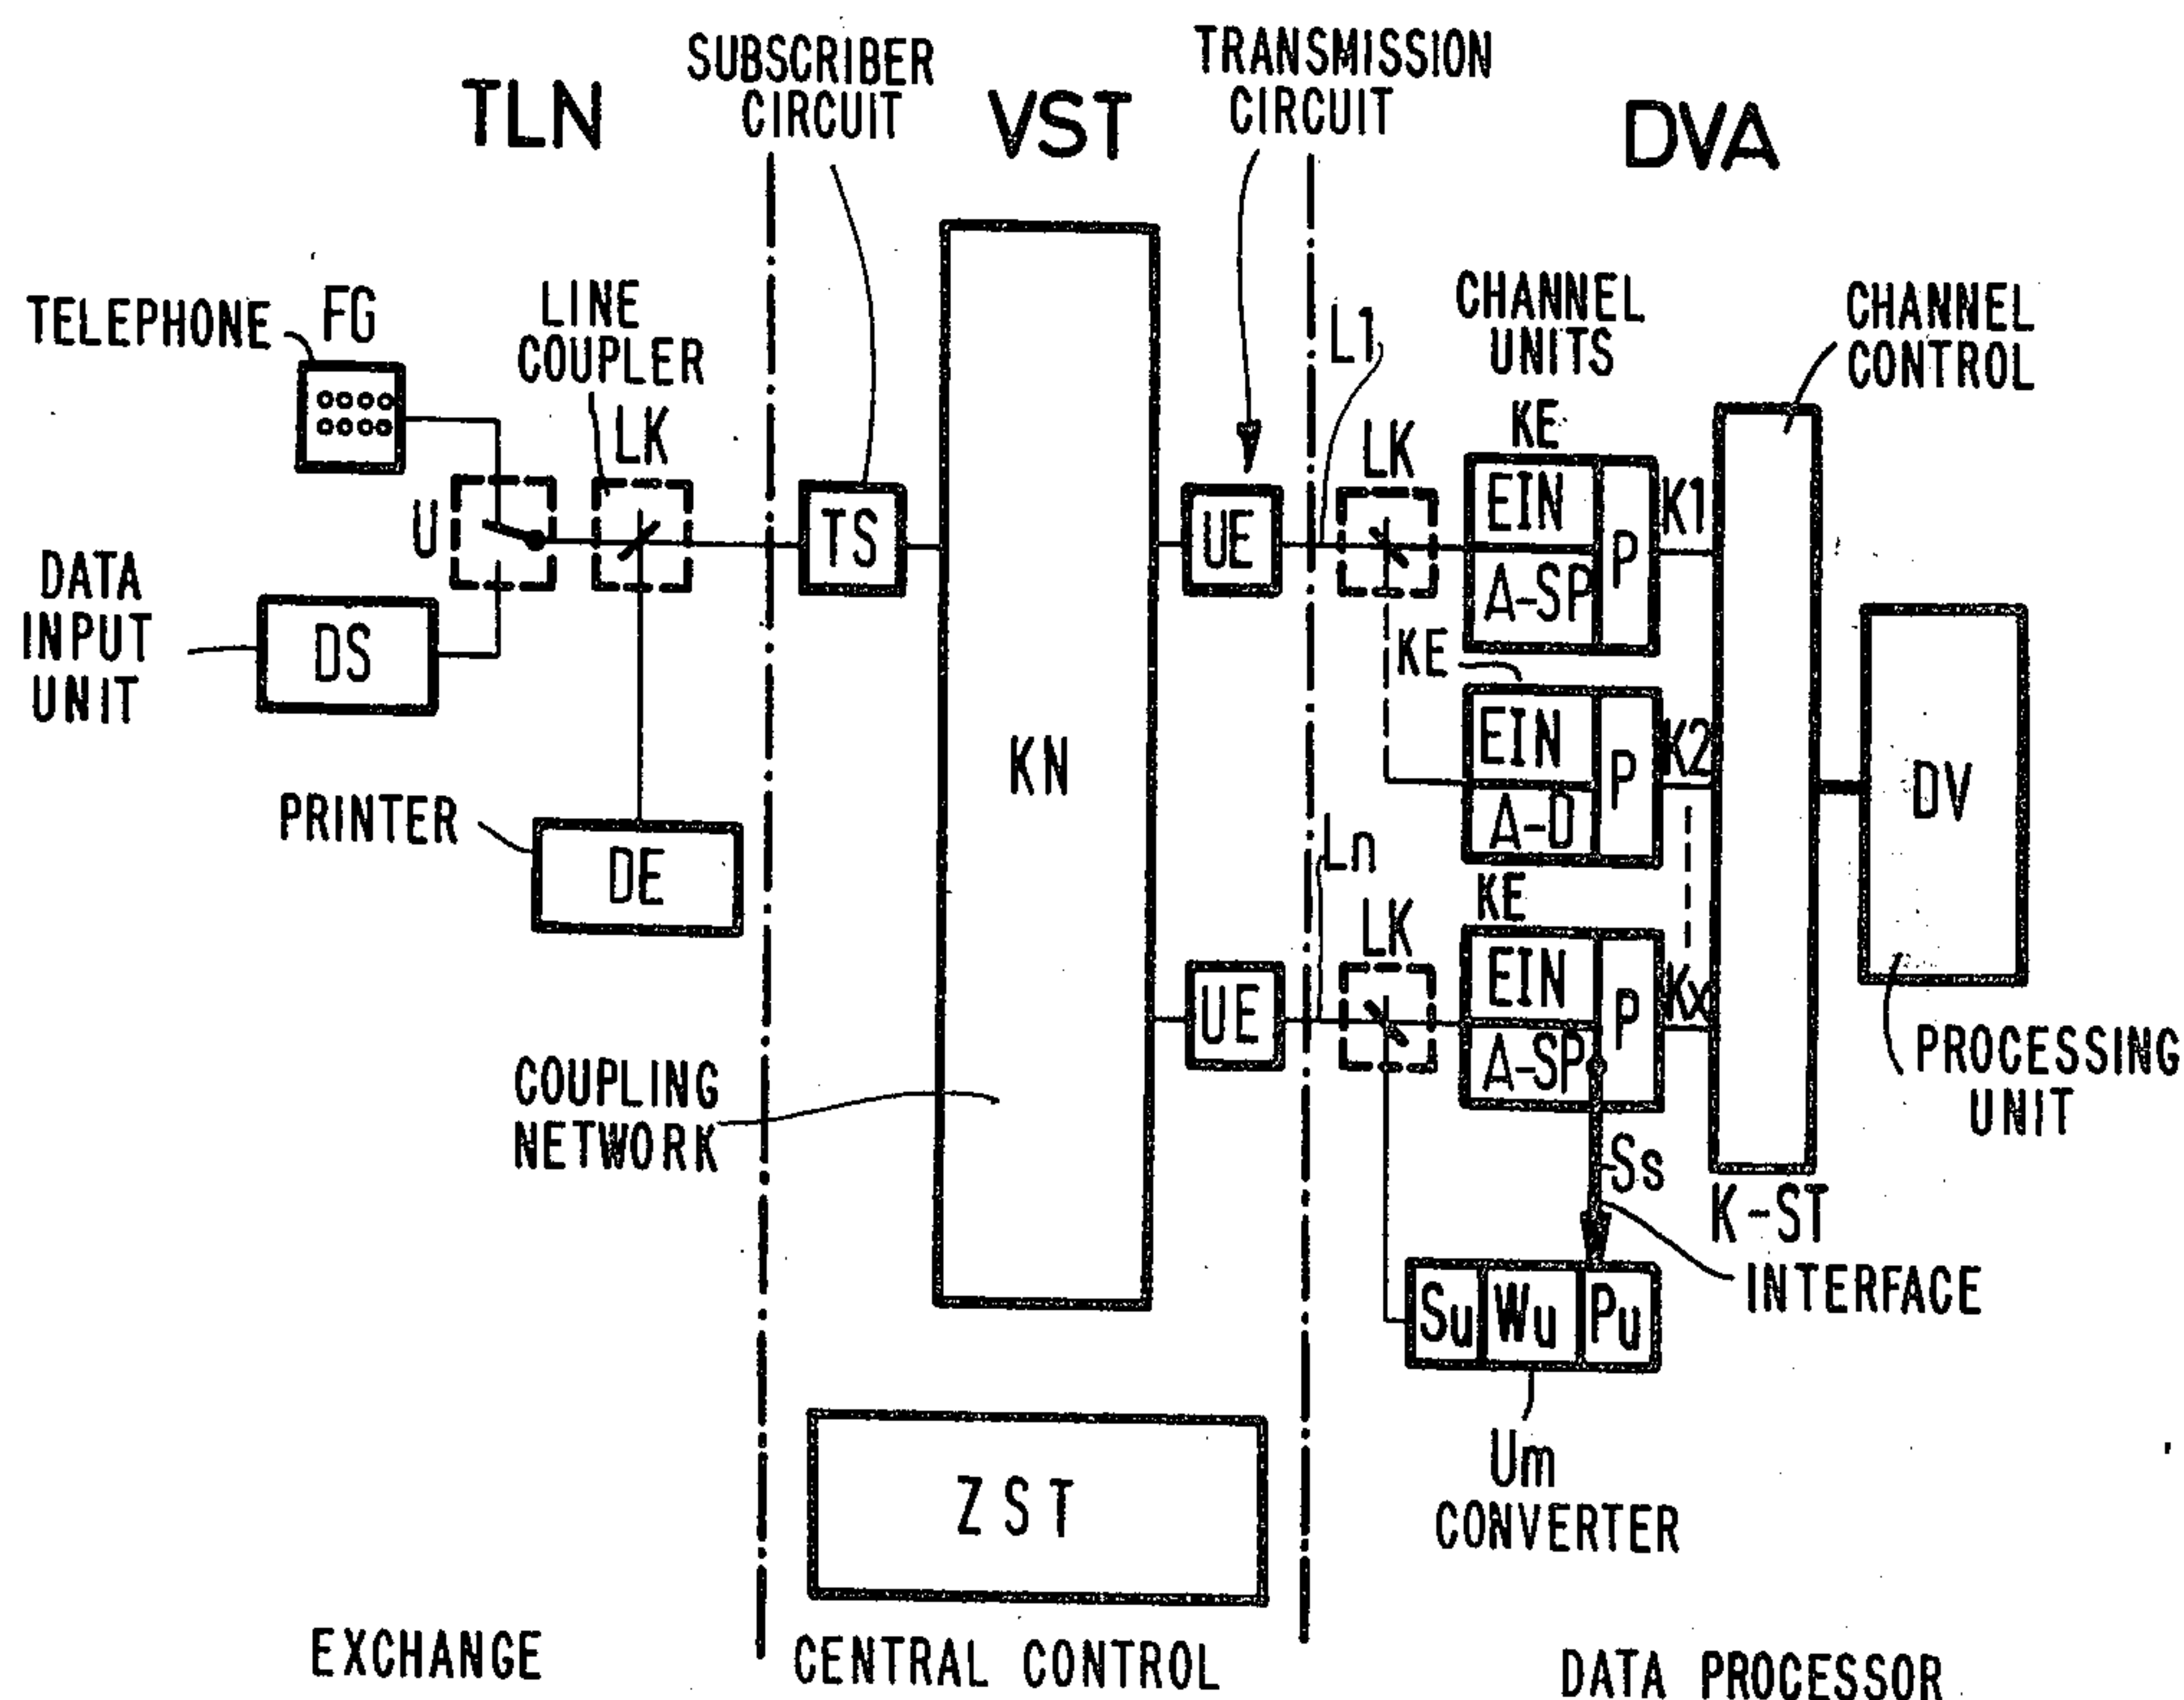 SUBSCRIBER
CIRCUIT
TRANSMISSION
CIRCUIT
TLN
VST
DVA
TELEPHONE
FG
LINE
COUPLER
LK
L1
CHANNEL
UNITS
KE
CHANNEL
CONTROL
U
TS
UE
LK
EIN
A-SP
P
K1
DATA
INPUT
UNIT
DS
KE
EIN
A-D
P
K2
KN
DV
PRINTER
DE
Ln
LK
KE
EIN
A-SP
P
Kx
UE
COUPLING
NETWORK
PROCESSING
UNIT
Ss
K-ST
INTERFACE
Su
Wu
Pu
Um
CONVERTER
ZST
EXCHANGE
CENTRAL CONTROL
DATA PROCESSOR